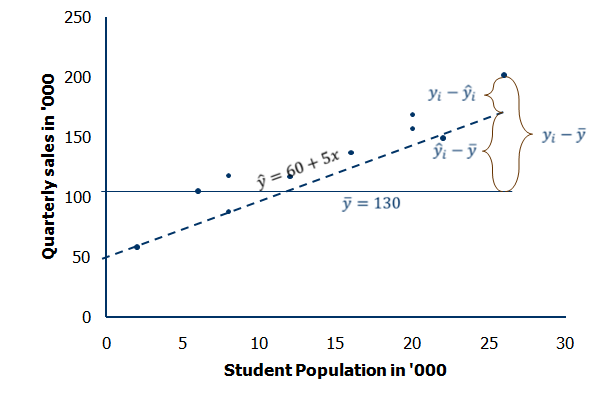 250
200
150
100
50
0
Quarterly sales in '000
ŷ = 60 + 5x
ȳ = 130
yᵢ − ŷᵢ
ŷᵢ − ȳ
yᵢ − ȳ
0 5 10 15 20 25 30
Student Population in '000